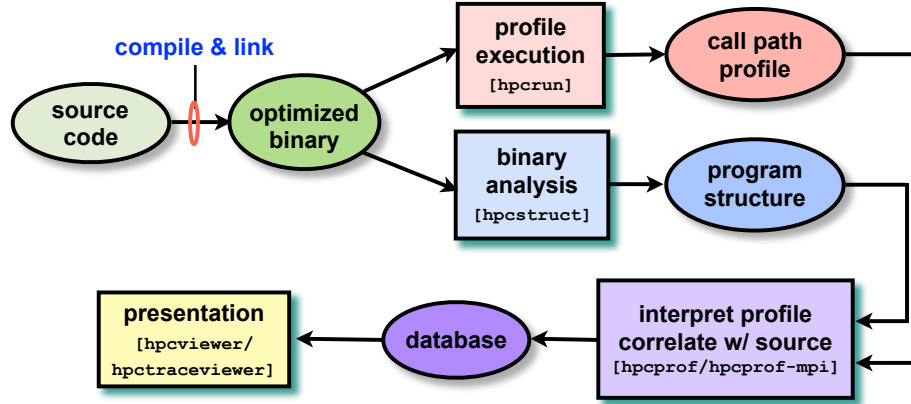 compile & link
source
code
optimized
binary
profile
execution
[hpcrun]
call path
profile
binary
analysis
[hpcstruct]
program
structure
interpret profile
correlate w/ source
[hpcprof/hpcprof-mpi]
database
presentation
[hpcviewer/
hpctraceviewer]